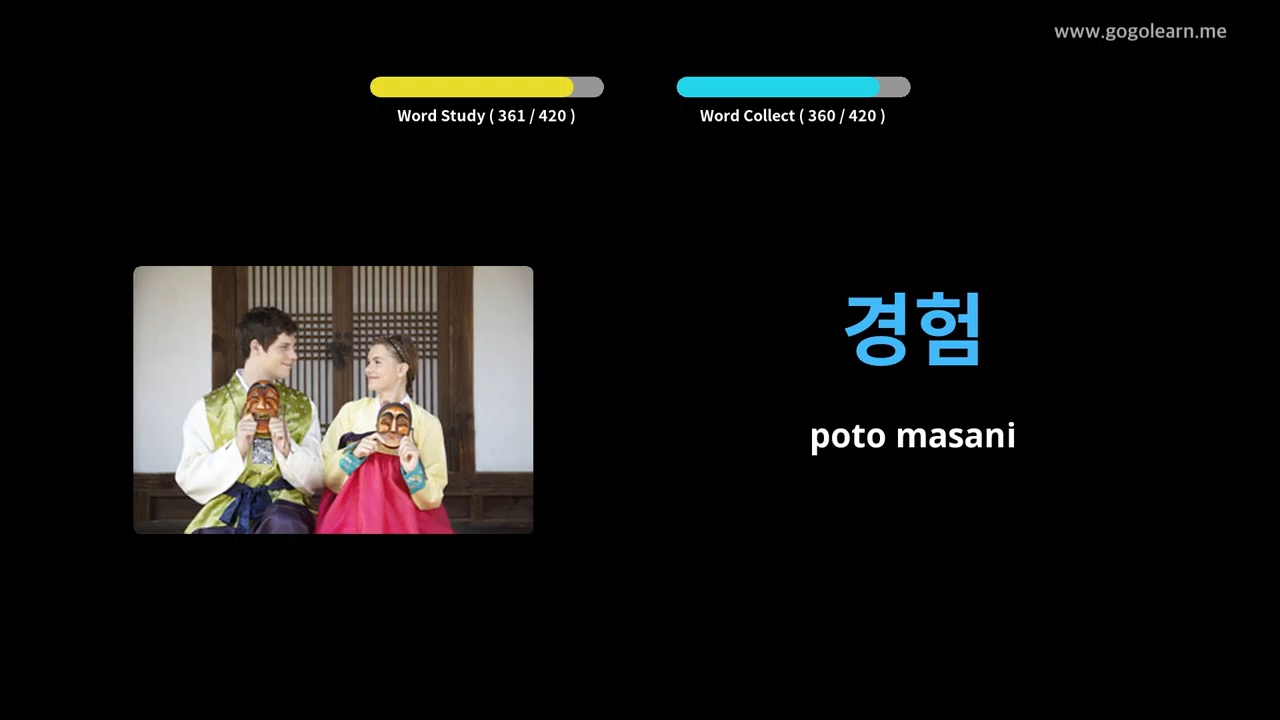 www.gogolearn.me
Word Study ( 361 / 420 )
Word Collect ( 360 / 420 )
경험
poto masani